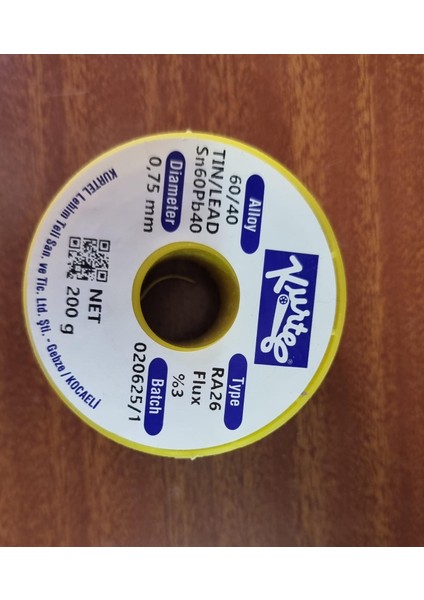 Kurtel
®
Alloy
60/40
TIN/LEAD
Sn60Pb40
Diameter
0,75 mm
Type
RA26
Flux
%3
Batch
020625/1
NET
200 g
KURTEL Lehim Teli San. ve Tic. Ltd. Şti. - Gebze / KOCAELİ